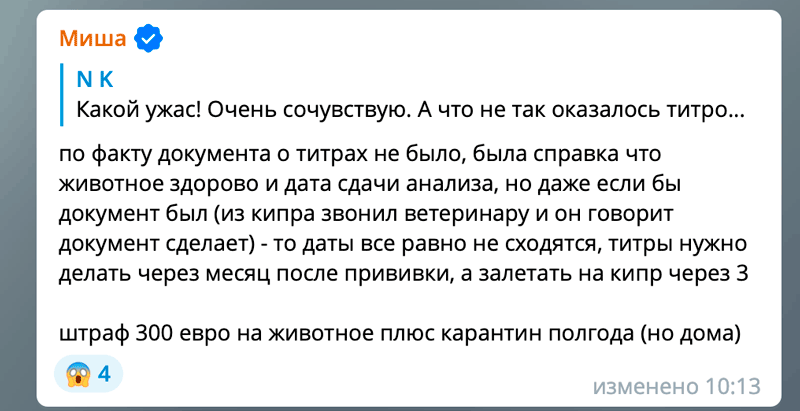 Миша
N K
Какой ужас! Очень сочувствую. А что не так оказалось титро...
по факту документа о титрах не было, была справка что
животное здорово и дата сдачи анализа, но даже если бы
документ был (из кипра звонил ветеринару и он говорит
документ сделает) - то даты все равно не сходятся, титры нужно
делать через месяц после прививки, а залетать на кипр через 3
штраф 300 евро на животное плюс карантин полгода (но дома)
4
изменено 10:13